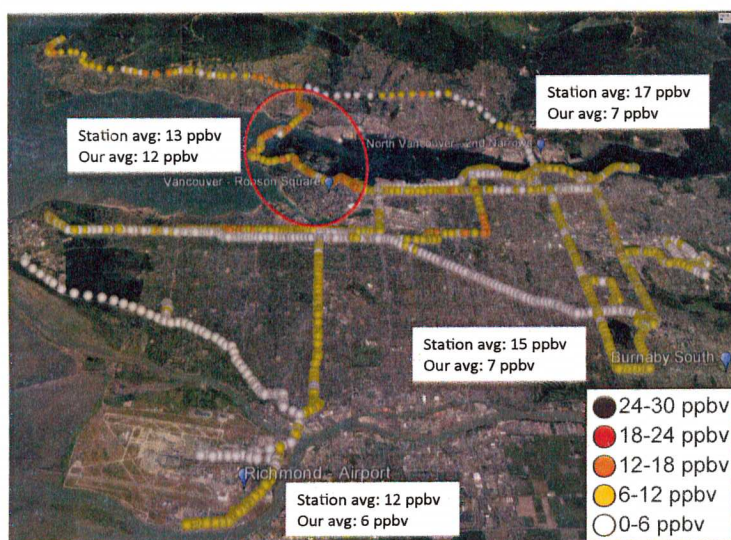 Station avg: 17 ppbv
Our avg: 7 ppbv
Station avg: 13 ppbv
Our avg: 12 ppbv
North Vancouver - 2nd Narrows
Vancouver - Robson Square
Station avg: 15 ppbv
Our avg: 7 ppbv
Burnaby South
24-30 ppbv
18-24 ppbv
12-18 ppbv
6-12 ppbv
0-6 ppbv
Richmond - Airport
Station avg: 12 ppbv
Our avg: 6 ppbv